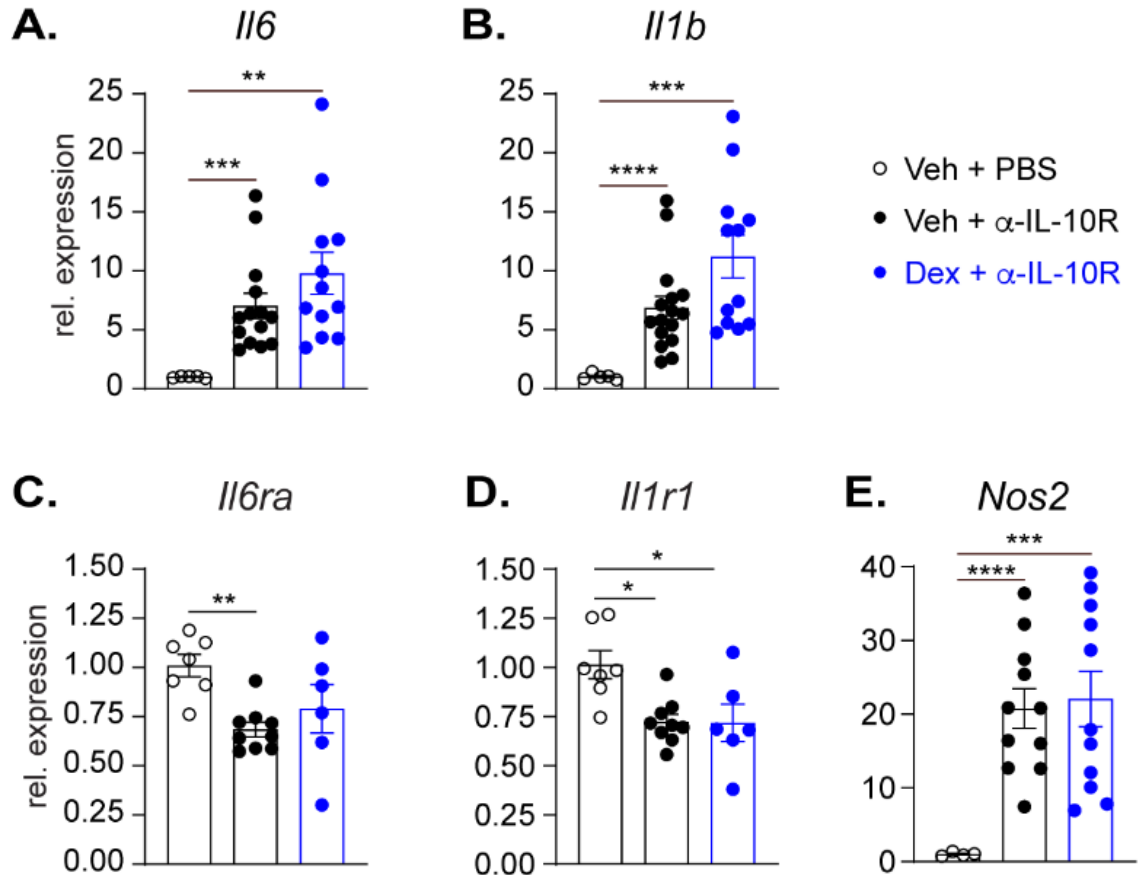 A.
Il6
B.
Il1b
rel. expression
25
20
15
10
5
0
**
***
25
20
15
10
5
0
***
****
Veh + PBS
Veh + α-IL-10R
Dex + α-IL-10R
C.
Il6ra
D.
Il1r1
E.
Nos2
rel. expression
1.50
1.25
1.00
0.75
0.50
0.25
0.00
**
1.50
1.25
1.00
0.75
0.50
0.25
0.00
*
*
40
30
20
10
0
***
****